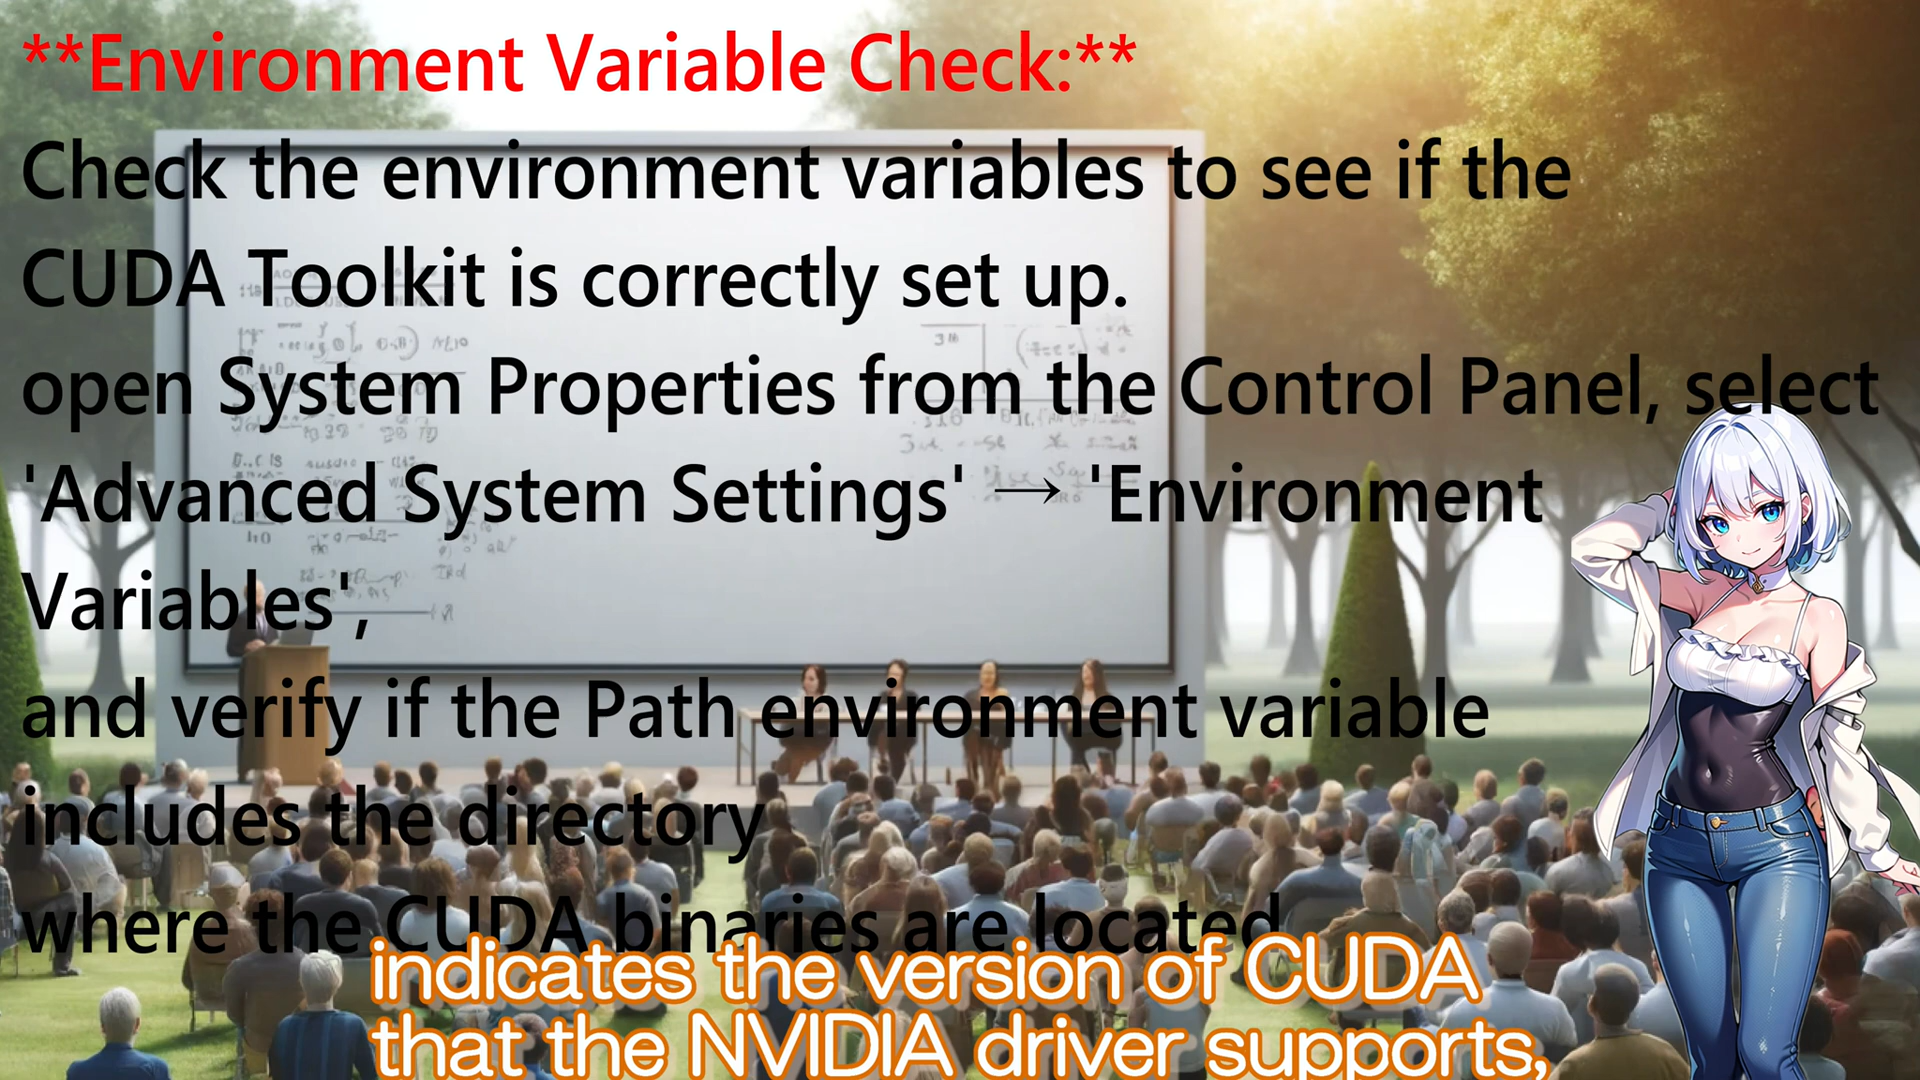 **Environment Variable Check:**
Check the environment variables to see if the
CUDA Toolkit is correctly set up.
open System Properties from the Control Panel, select
'Advanced System Settings' → 'Environment
Variables',
and verify if the Path environment variable
includes the directory
where the CUDA binaries are located
indicates the version of CUDA
that the NVIDIA driver supports,